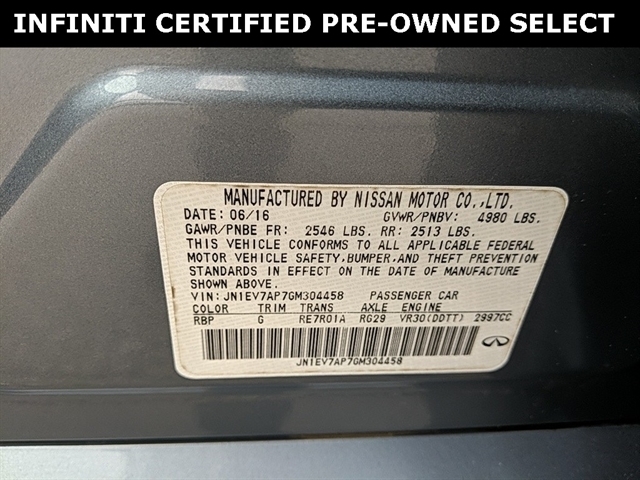 INFINITI CERTIFIED PRE-OWNED SELECT
MANUFACTURED BY NISSAN MOTOR CO.,LTD.
DATE: 06/16 GVWR/PNBV: 4980 LBS.
GAWR/PNBE FR: 2546 LBS. RR: 2513 LBS.
THIS VEHICLE CONFORMS TO ALL APPLICABLE FEDERAL
MOTOR VEHICLE SAFETY,BUMPER,AND THEFT PREVENTION
STANDARDS IN EFFECT ON THE DATE OF MANUFACTURE
SHOWN ABOVE.
VIN: JN1EV7AP7GM304458 PASSENGER CAR
COLOR TRIM TRANS AXLE ENGINE
RBP G RE7R01A RG29 VR30(DDTT) 2997CC
JN1EV7AP7GM304458